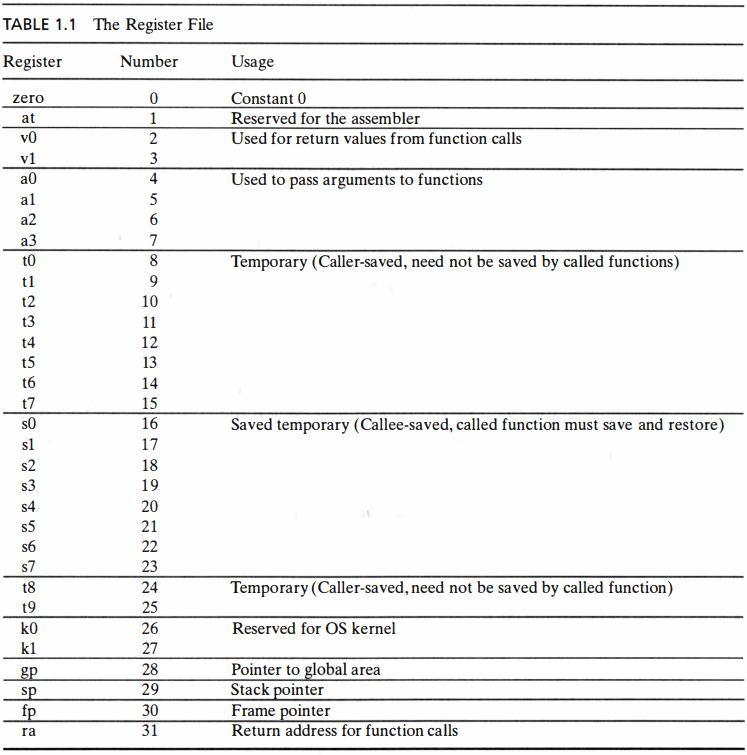 TABLE 1.1 The Register File
Register Number Usage
zero 0 Constant 0
at 1 Reserved for the assembler
v0 2 Used for return values from function calls
v1 3
a0 4 Used to pass arguments to functions
a1 5
a2 6
a3 7
t0 8 Temporary (Caller-saved, need not be saved by called functions)
t1 9
t2 10
t3 11
t4 12
t5 13
t6 14
t7 15
s0 16 Saved temporary (Callee-saved, called function must save and restore)
s1 17
s2 18
s3 19
s4 20
s5 21
s6 22
s7 23
t8 24 Temporary (Caller-saved, need not be saved by called function)
t9 25
k0 26 Reserved for OS kernel
k1 27
gp 28 Pointer to global area
sp 29 Stack pointer
fp 30 Frame pointer
ra 31 Return address for function calls